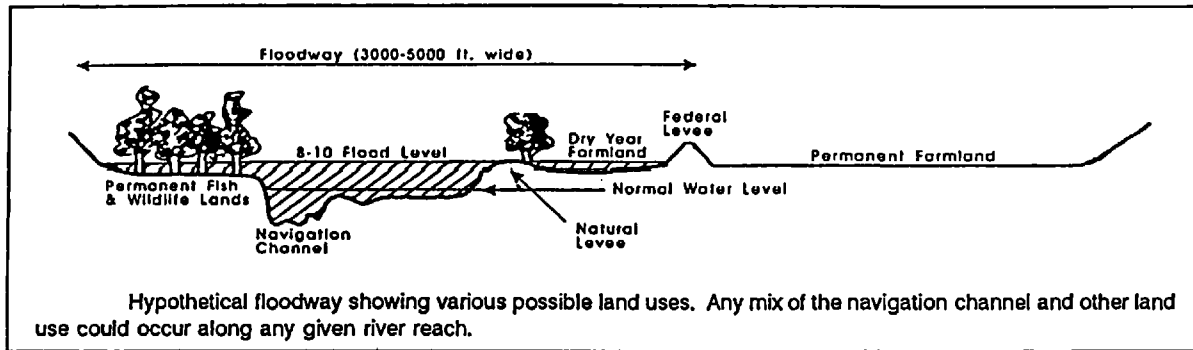 Floodway (3000-5000 ft. wide)
Federal
Levee
Dry Year
Farmland
8-10 Flood Level
Permanent Farmland
Permanent Fish
& Wildlife Lands
Normal Water Level
Navigation
Channel
Natural
Levee
Hypothetical floodway showing various possible land uses. Any mix of the navigation channel and other land
use could occur along any given river reach.